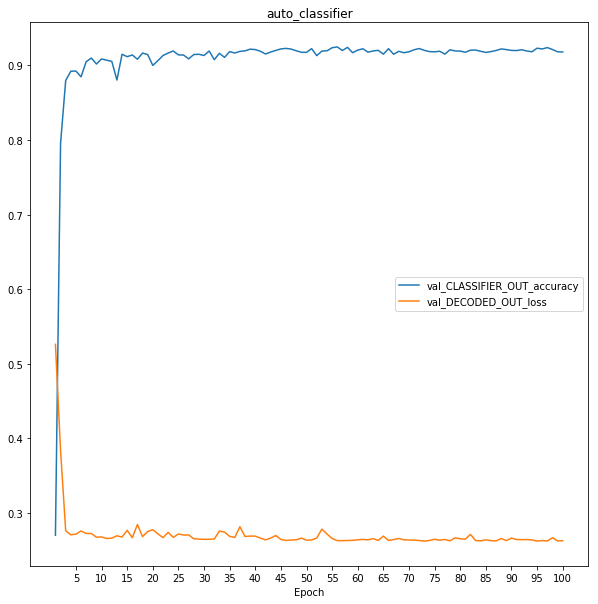 auto_classifier
0.9
0.8
0.7
0.6
0.5
0.4
0.3
val_CLASSIFIER_OUT_accuracy
val_DECODED_OUT_loss
5 10 15 20 25 30 35 40 45 50 55 60 65 70 75 80 85 90 95 100
Epoch